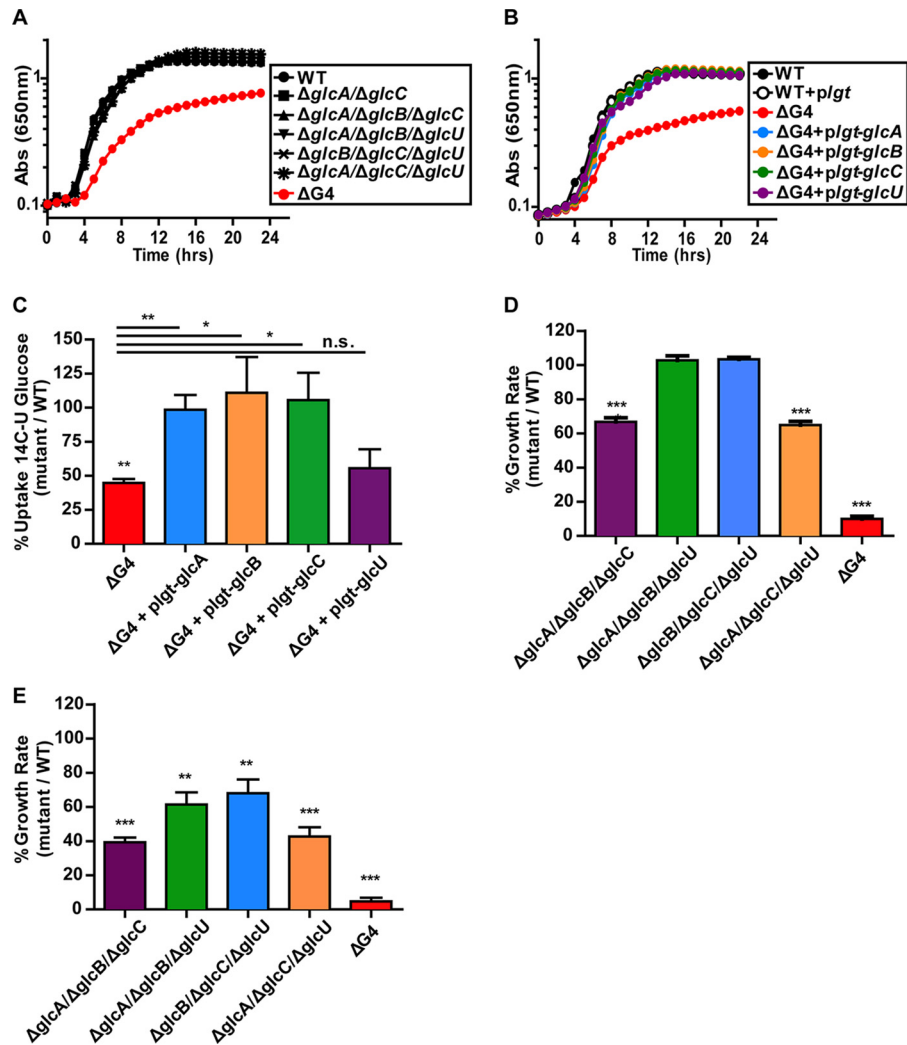 A
Abs (650nm)
1
0.1
0 4 8 12 16 20 24
Time (hrs)
WT
ΔglcA/ΔglcC
ΔglcA/ΔglcB/ΔglcC
ΔglcA/ΔglcB/ΔglcU
ΔglcB/ΔglcC/ΔglcU
ΔglcA/ΔglcC/ΔglcU
ΔG4
B
Abs (650nm)
1
0.1
0 4 8 12 16 20 24
Time (hrs)
WT
WT+plgt
ΔG4
ΔG4+plgt-glcA
ΔG4+plgt-glcB
ΔG4+plgt-glcC
ΔG4+plgt-glcU
C
%Uptake 14C-U Glucose
(mutant / WT)
150
125
100
75
50
25
0
**
*
*
n.s.
**
ΔG4
ΔG4 + plgt-glcA
ΔG4 + plgt-glcB
ΔG4 + plgt-glcC
ΔG4 + plgt-glcU
D
%Growth Rate
(mutant / WT)
120
100
80
60
40
20
0
***
***
***
ΔglcA/ΔglcB/ΔglcC
ΔglcA/ΔglcB/ΔglcU
ΔglcB/ΔglcC/ΔglcU
ΔglcA/ΔglcC/ΔglcU
ΔG4
E
%Growth Rate
(mutant / WT)
120
100
80
60
40
20
0
***
**
**
***
***
ΔglcA/ΔglcB/ΔglcC
ΔglcA/ΔglcB/ΔglcU
ΔglcB/ΔglcC/ΔglcU
ΔglcA/ΔglcC/ΔglcU
ΔG4